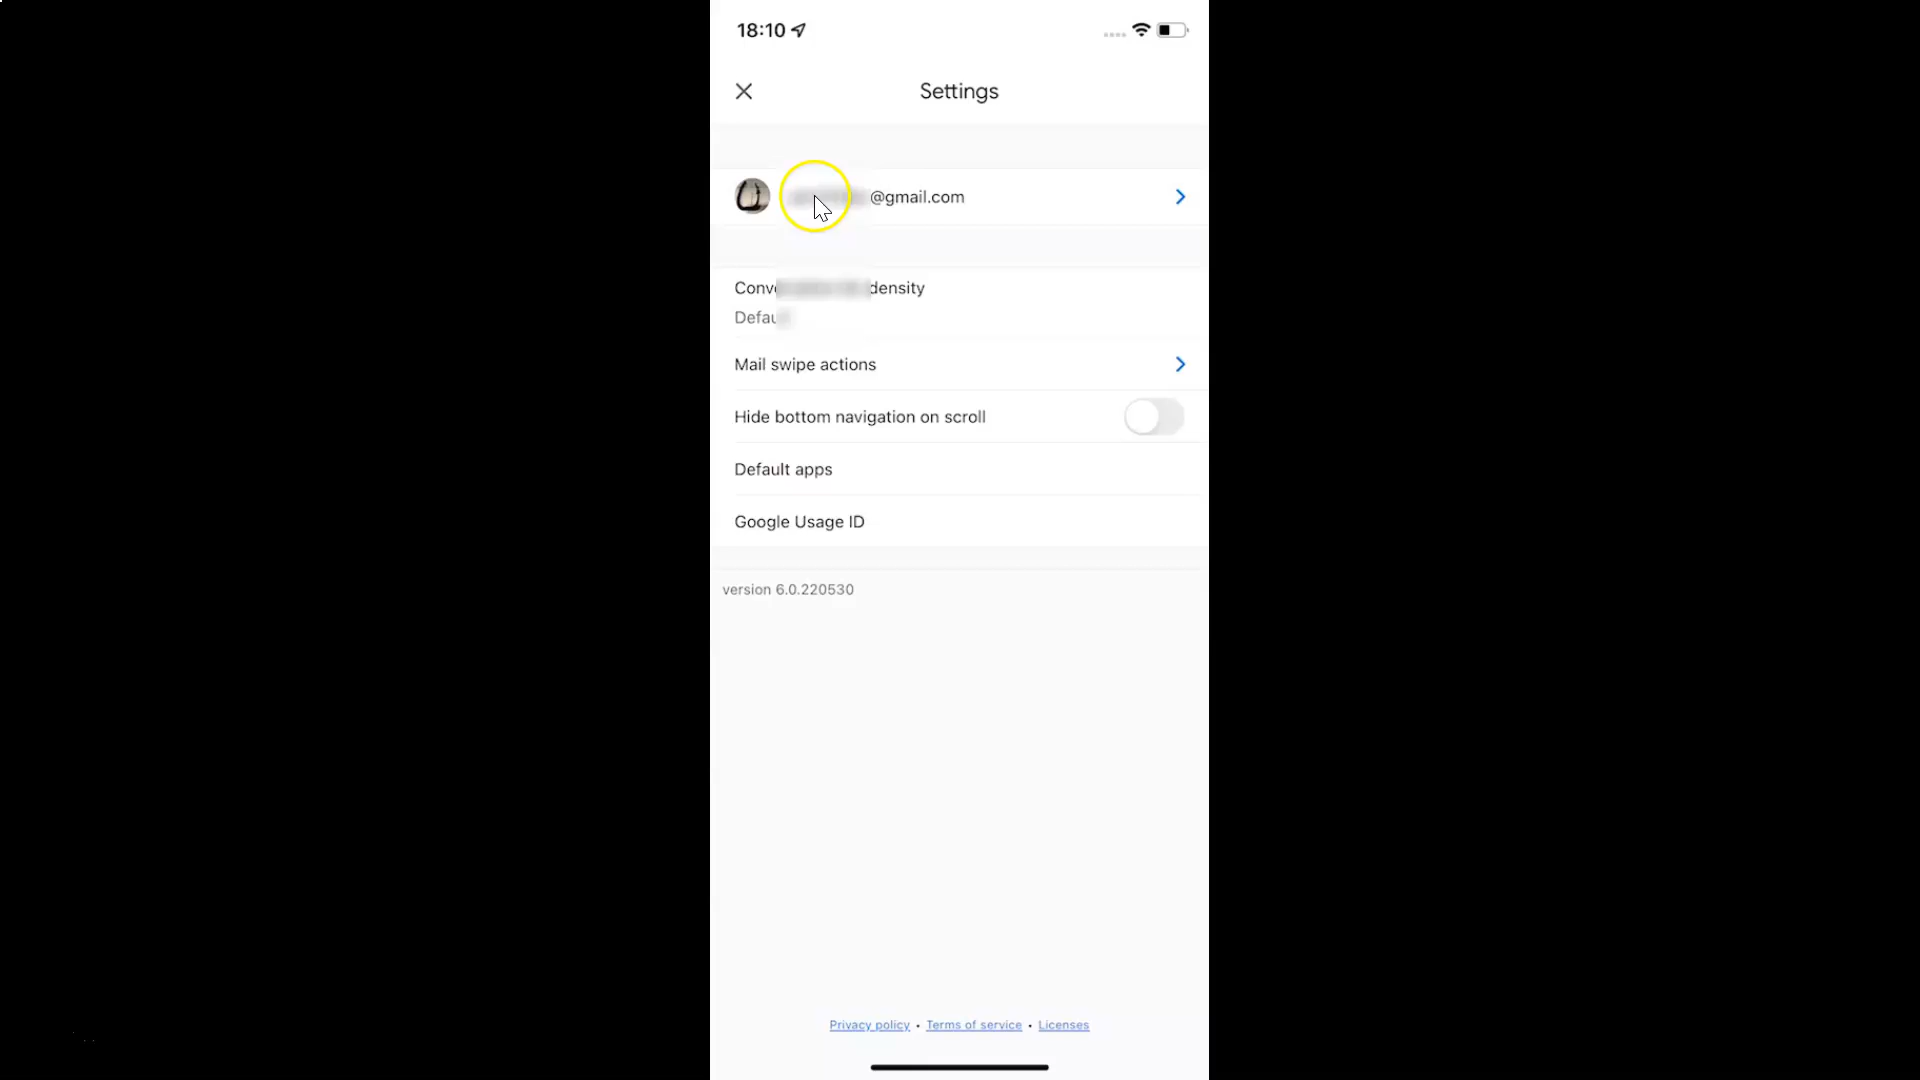 18:10
Settings
@gmail.com
density
Mail swipe actions
Hide bottom navigation on scroll
Default apps
Google Usage ID
version 6.0.220530
Privacy policy • Terms of service • Licenses